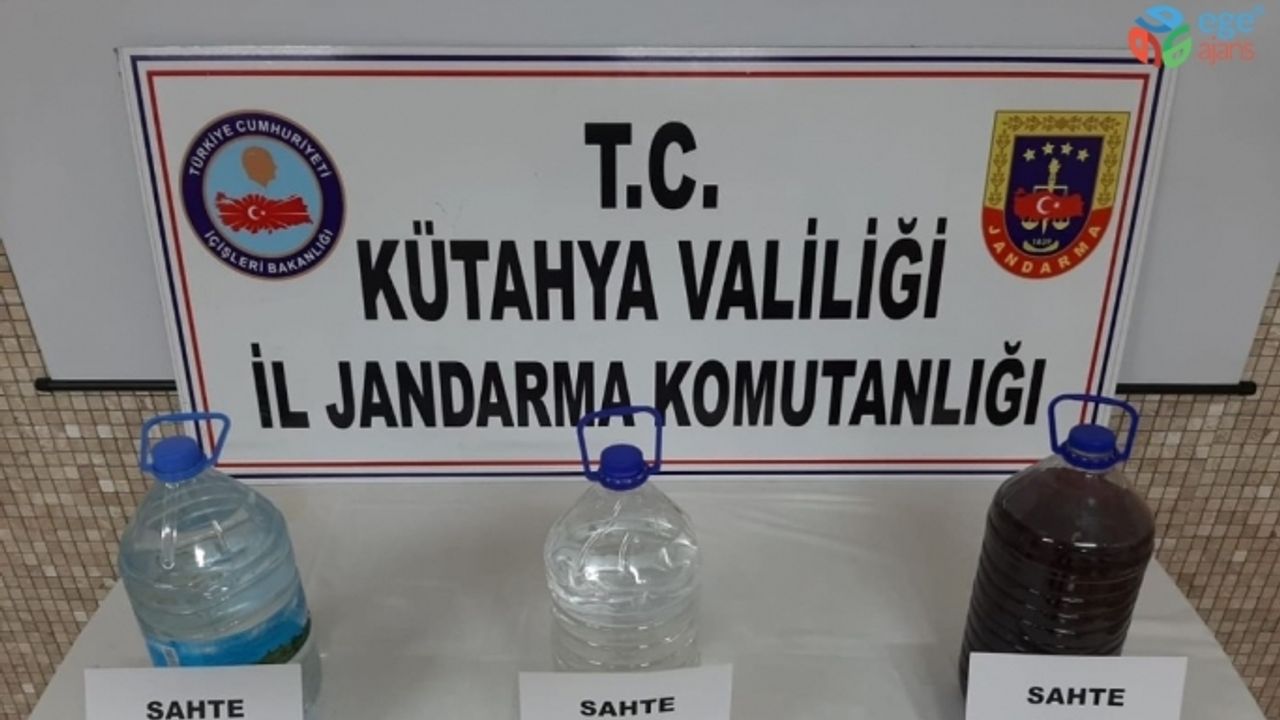 ege
ajans
T.C.
KÜTAHYA VALİLİĞİ
İL JANDARMA KOMUTANLIĞI
TÜRKİYE CUMHURİYETİ
İÇİŞLERİ BAKANLIĞI
1839
JANDARMA
SAHTE
SAHTE
SAHTE